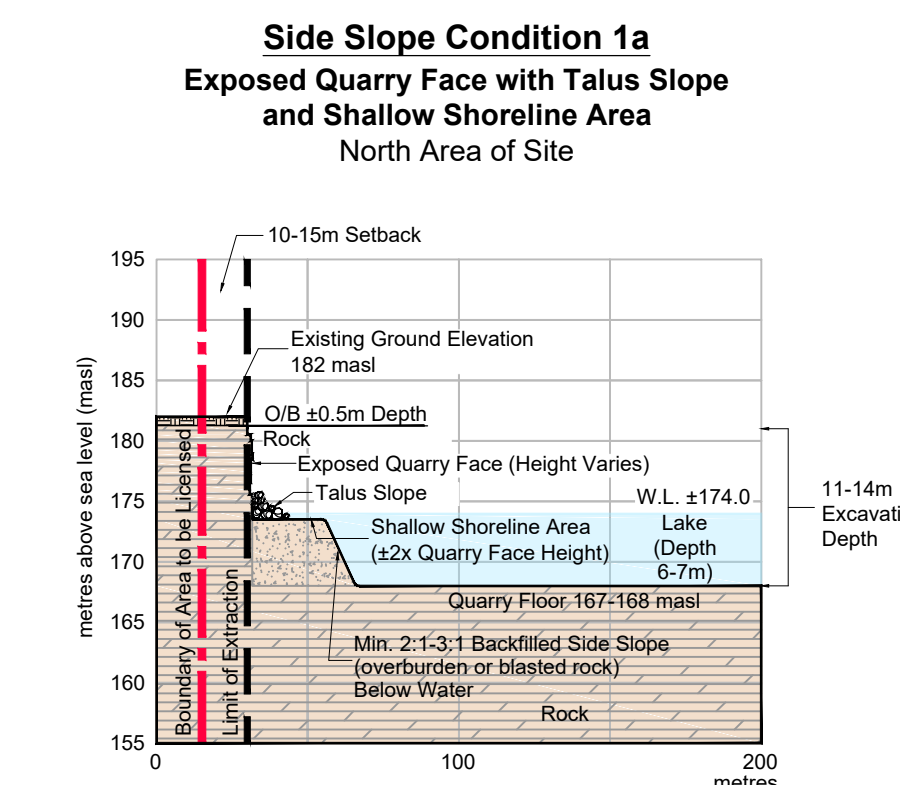 Side Slope Condition 1a
Exposed Quarry Face with Talus Slope
and Shallow Shoreline Area
North Area of Site
10-15m Setback
195
190
185
180
175
170
165
160
155
metres above sea level (masl)
Existing Ground Elevation
182 masl
O/B ±0.5m Depth
Rock
Exposed Quarry Face (Height Varies)
Talus Slope
W.L. ±174.0
Shallow Shoreline Area
(±2x Quarry Face Height)
Lake
(Depth
6-7m)
11-14m
Excavati
Depth
Quarry Floor 167-168 masl
Min. 2:1-3:1 Backfilled Side Slope
(overburden or blasted rock)
Below Water
Rock
Boundary of Area to be Licensed
Limit of Extraction
0
100
200
metres